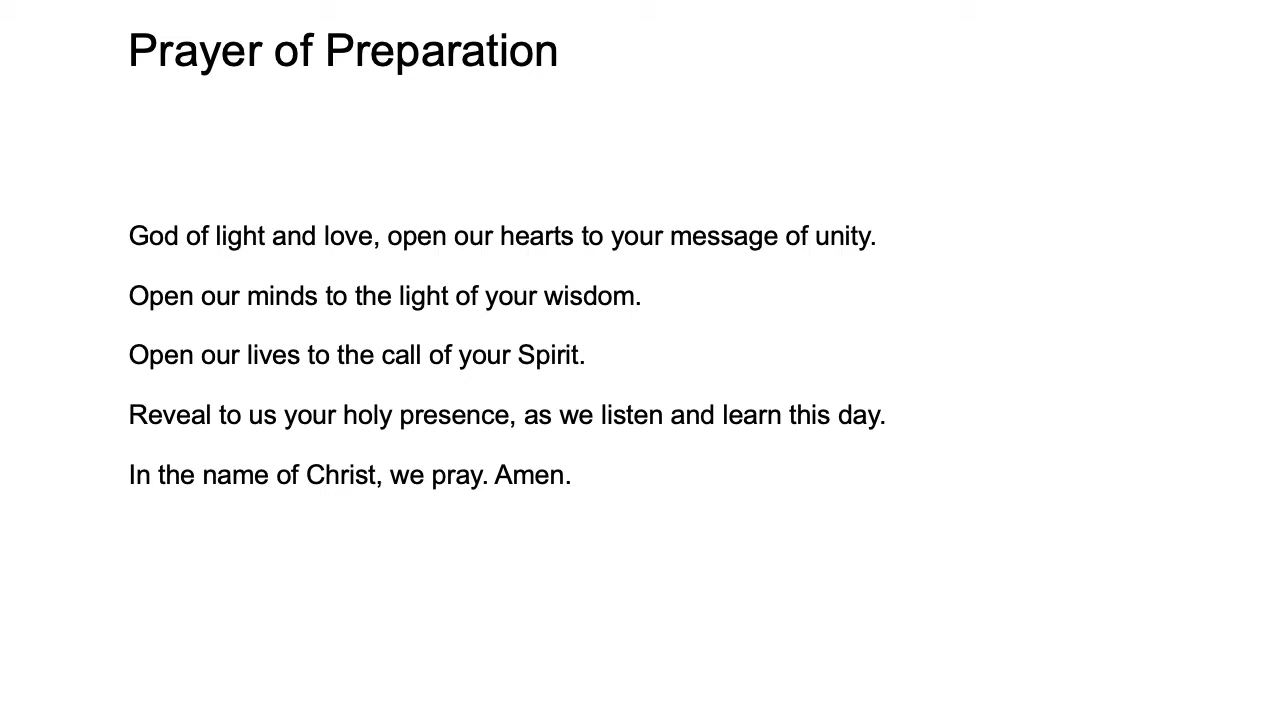 Prayer of Preparation
God of light and love, open our hearts to your message of unity.
Open our minds to the light of your wisdom.
Open our lives to the call of your Spirit.
Reveal to us your holy presence, as we listen and learn this day.
In the name of Christ, we pray. Amen.